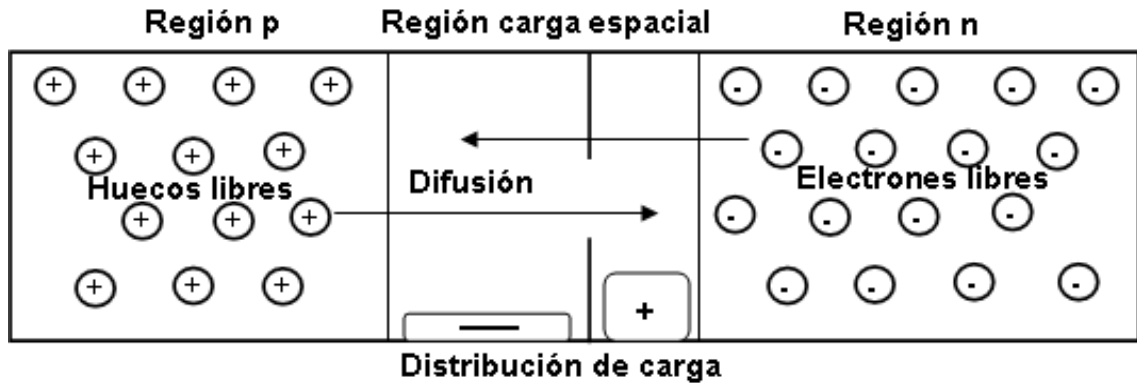 Región p Región carga espacial Región n
Huecos libres Difusión Electrones libres
+
Distribución de carga